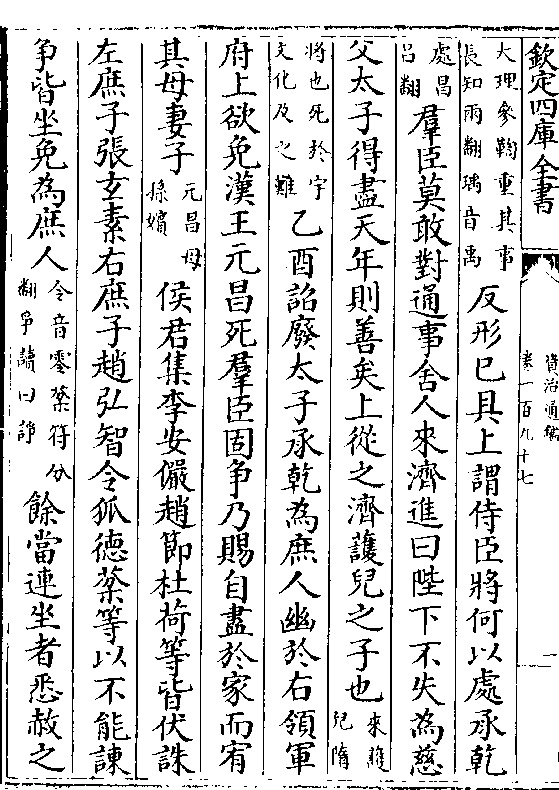 欽定四庫全書
資治通鑑
卷一百九十七
一
大理參鞫重其事
長知兩翻瑀音禹
反形已具上謂侍臣將何以處承乾
處昌
呂翻
羣臣莫敢對通事舍人來濟進曰陛下不失為慈
父太子得盡天年則善矣上從之濟護兒之子也
來護
兒隋
將也死於宇
文化及之難
乙酉詔廢太子承乾為庶人幽於右領軍
府上欲免漢王元昌死羣臣固争乃賜自盡於家而宥
其母妻子
元昌母
孫嬪
侯君集李安儼趙節杜荷等皆伏誅
左庶子張玄素右庶子趙弘智令狐德棻等以不能諫
争皆坐免為庶人
令音零棻符分
翻争讀曰諍
餘當連坐者悉赦之